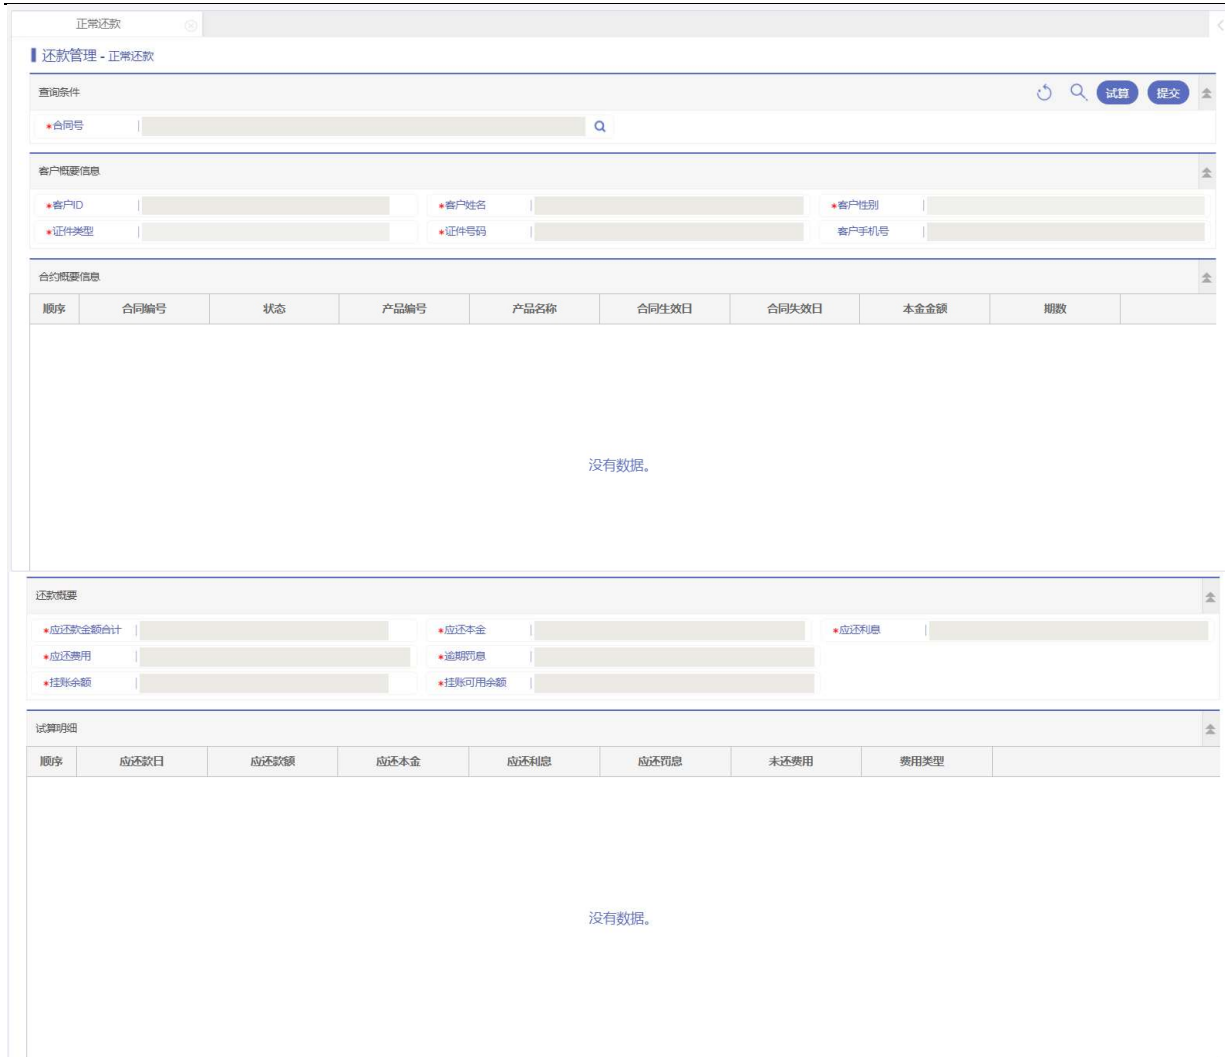 正常还款
还款管理 - 正常还款
查询条件 试算 提交
*合同号
客户概要信息
*客户ID *客户姓名 *客户性别
*证件类型 *证件号码 客户手机号
合约概要信息
顺序 合同编号 状态 产品编号 产品名称 合同生效日 合同失效日 本金金额 期数
没有数据。
还款概要
*应还款金额合计 *应还本金 *应还利息
*应还费用 *逾期罚息
*挂账余额 *挂账可用余额
试算明细
顺序 应还款日 应还款额 应还本金 应还利息 应还罚息 未还费用 费用类型
没有数据。